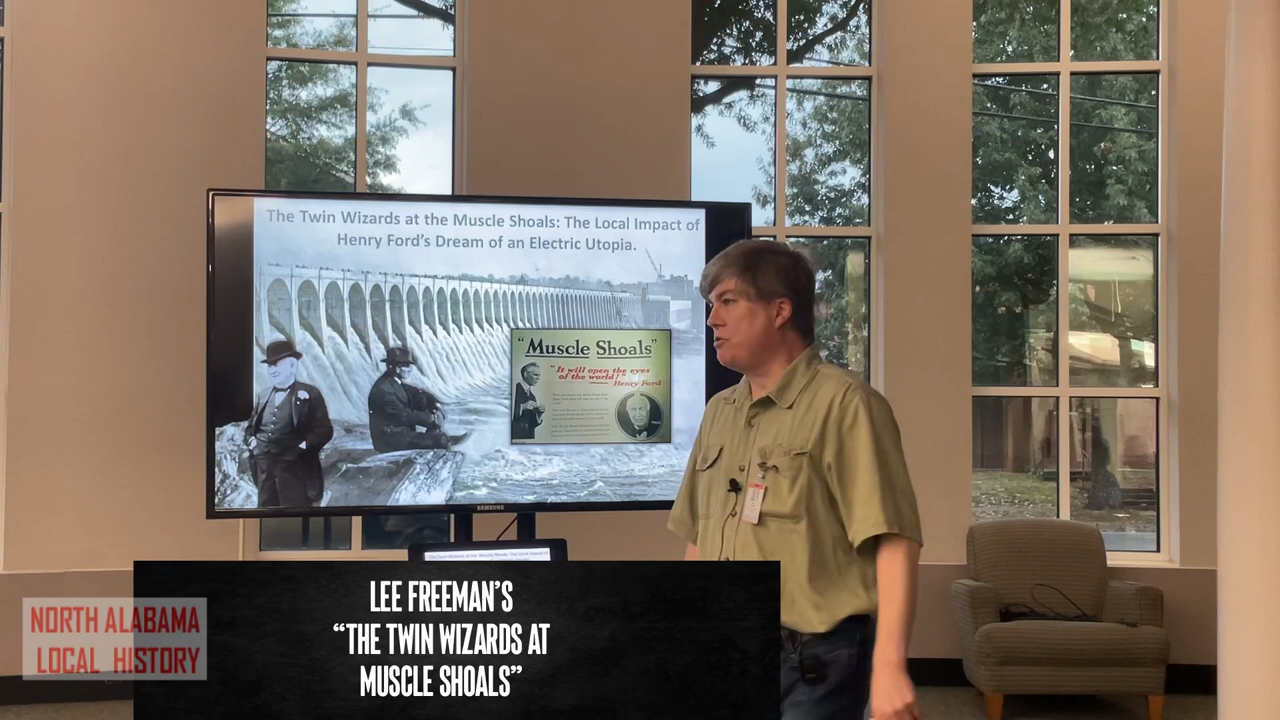 The Twin Wizards at the Muscle Shoals: The Local Impact of
Henry Ford's Dream of an Electric Utopia.
"Muscle Shoals"
"It will open the eyes
of the world!"
Henry Ford
SAMSUNG
LEE FREEMAN'S
"THE TWIN WIZARDS AT
MUSCLE SHOALS"
NORTH ALABAMA
LOCAL HISTORY